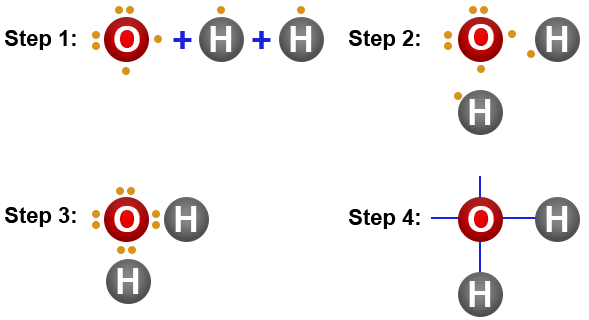 Step 1: O + H + H
Step 2: O H
H
Step 3: O H
H
Step 4: O H
H